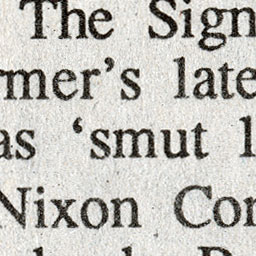 The Sign
rmer's late
as 'smut l
Nixon Con